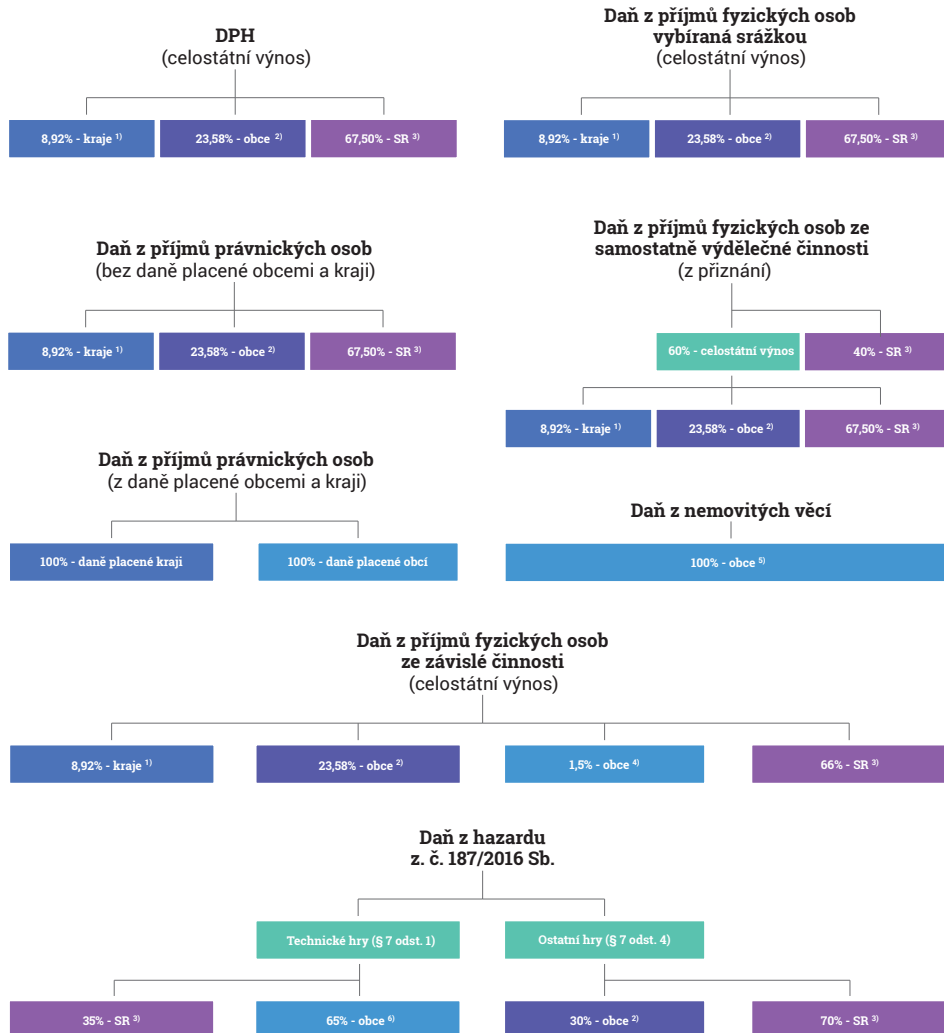 DPH
(celostátní výnos)
8,92% - kraje 1)
23,58% - obce 2)
67,50% - SR 3)
Daň z příjmů fyzických osob
vybíraná srážkou
(celostátní výnos)
8,92% - kraje 1)
23,58% - obce 2)
67,50% - SR 3)
Daň z příjmů právnických osob
(bez daně placené obcemi a kraji)
8,92% - kraje 1)
23,58% - obce 2)
67,50% - SR 3)
Daň z příjmů fyzických osob ze
samostatně výdělečné činnosti
(z přiznání)
60% - celostátní výnos
40% - SR 3)
8,92% - kraje 1)
23,58% - obce 2)
67,50% - SR 3)
Daň z příjmů právnických osob
(z daně placené obcemi a kraji)
100% - daně placené kraji
100% - daně placené obcí
Daň z nemovitých věcí
100% - obce 5)
Daň z příjmů fyzických osob
ze závislé činnosti
(celostátní výnos)
8,92% - kraje 1)
23,58% - obce 2)
1,5% - obce 4)
66% - SR 3)
Daň z hazardu
z. č. 187/2016 Sb.
Technické hry (§ 7 odst. 1)
Ostatní hry (§ 7 odst. 4)
35% - SR 3)
65% - obce 6)
30% - obce 2)
70% - SR 3)